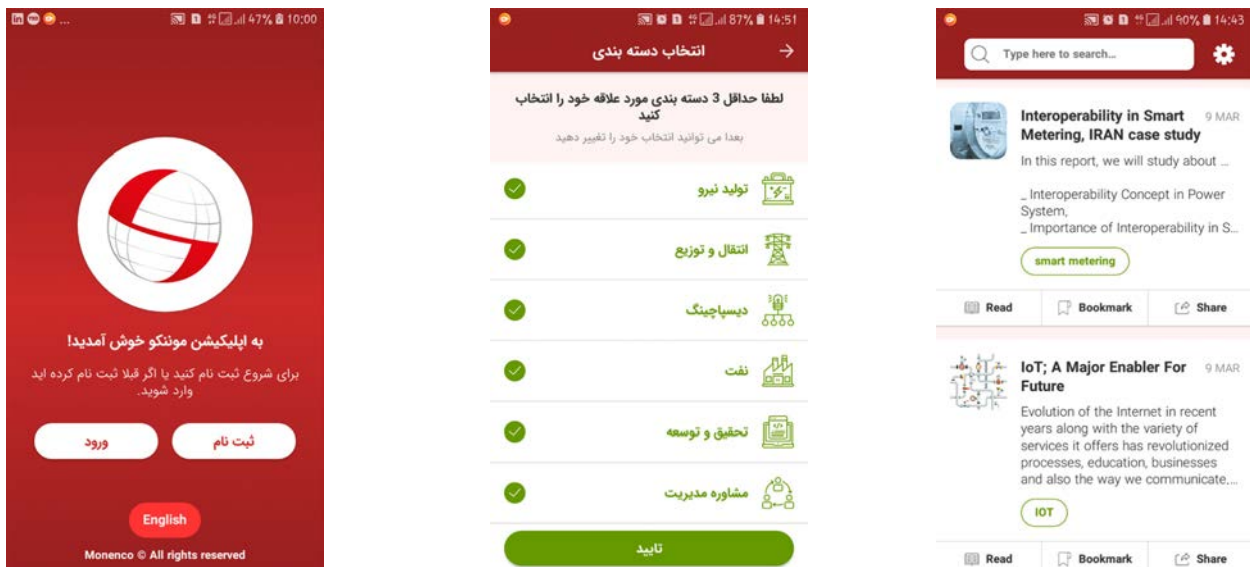 47% 10:00
به اپلیکیشن موننکو خوش آمدید!
برای شروع ثبت نام کنید یا اگر قبلا ثبت نام کرده اید
وارد شوید.
ثبت نام
ورود
English
Monenco © All rights reserved
87% 14:51
انتخاب دسته بندی
لطفا حداقل 3 دسته بندی مورد علاقه خود را انتخاب
کنید
بعدا می توانید انتخاب خود را تغییر دهید
تولید نیرو
انتقال و توزیع
دیسپاچینگ
نفت
تحقیق و توسعه
مشاوره مدیریت
تایید
90% 14:43
Type here to search...
Interoperability in Smart 9 MAR
Metering, IRAN case study
In this report, we will study about ...
_ Interoperability Concept in Power
System,
_ Importance of Interoperability in S...
smart metering
Read Bookmark Share
IoT; A Major Enabler For 9 MAR
Future
Evolution of the Internet in recent
years along with the variety of
services it offers has revolutionized
processes, education, businesses
and also the way we communicate,...
IOT
Read Bookmark Share